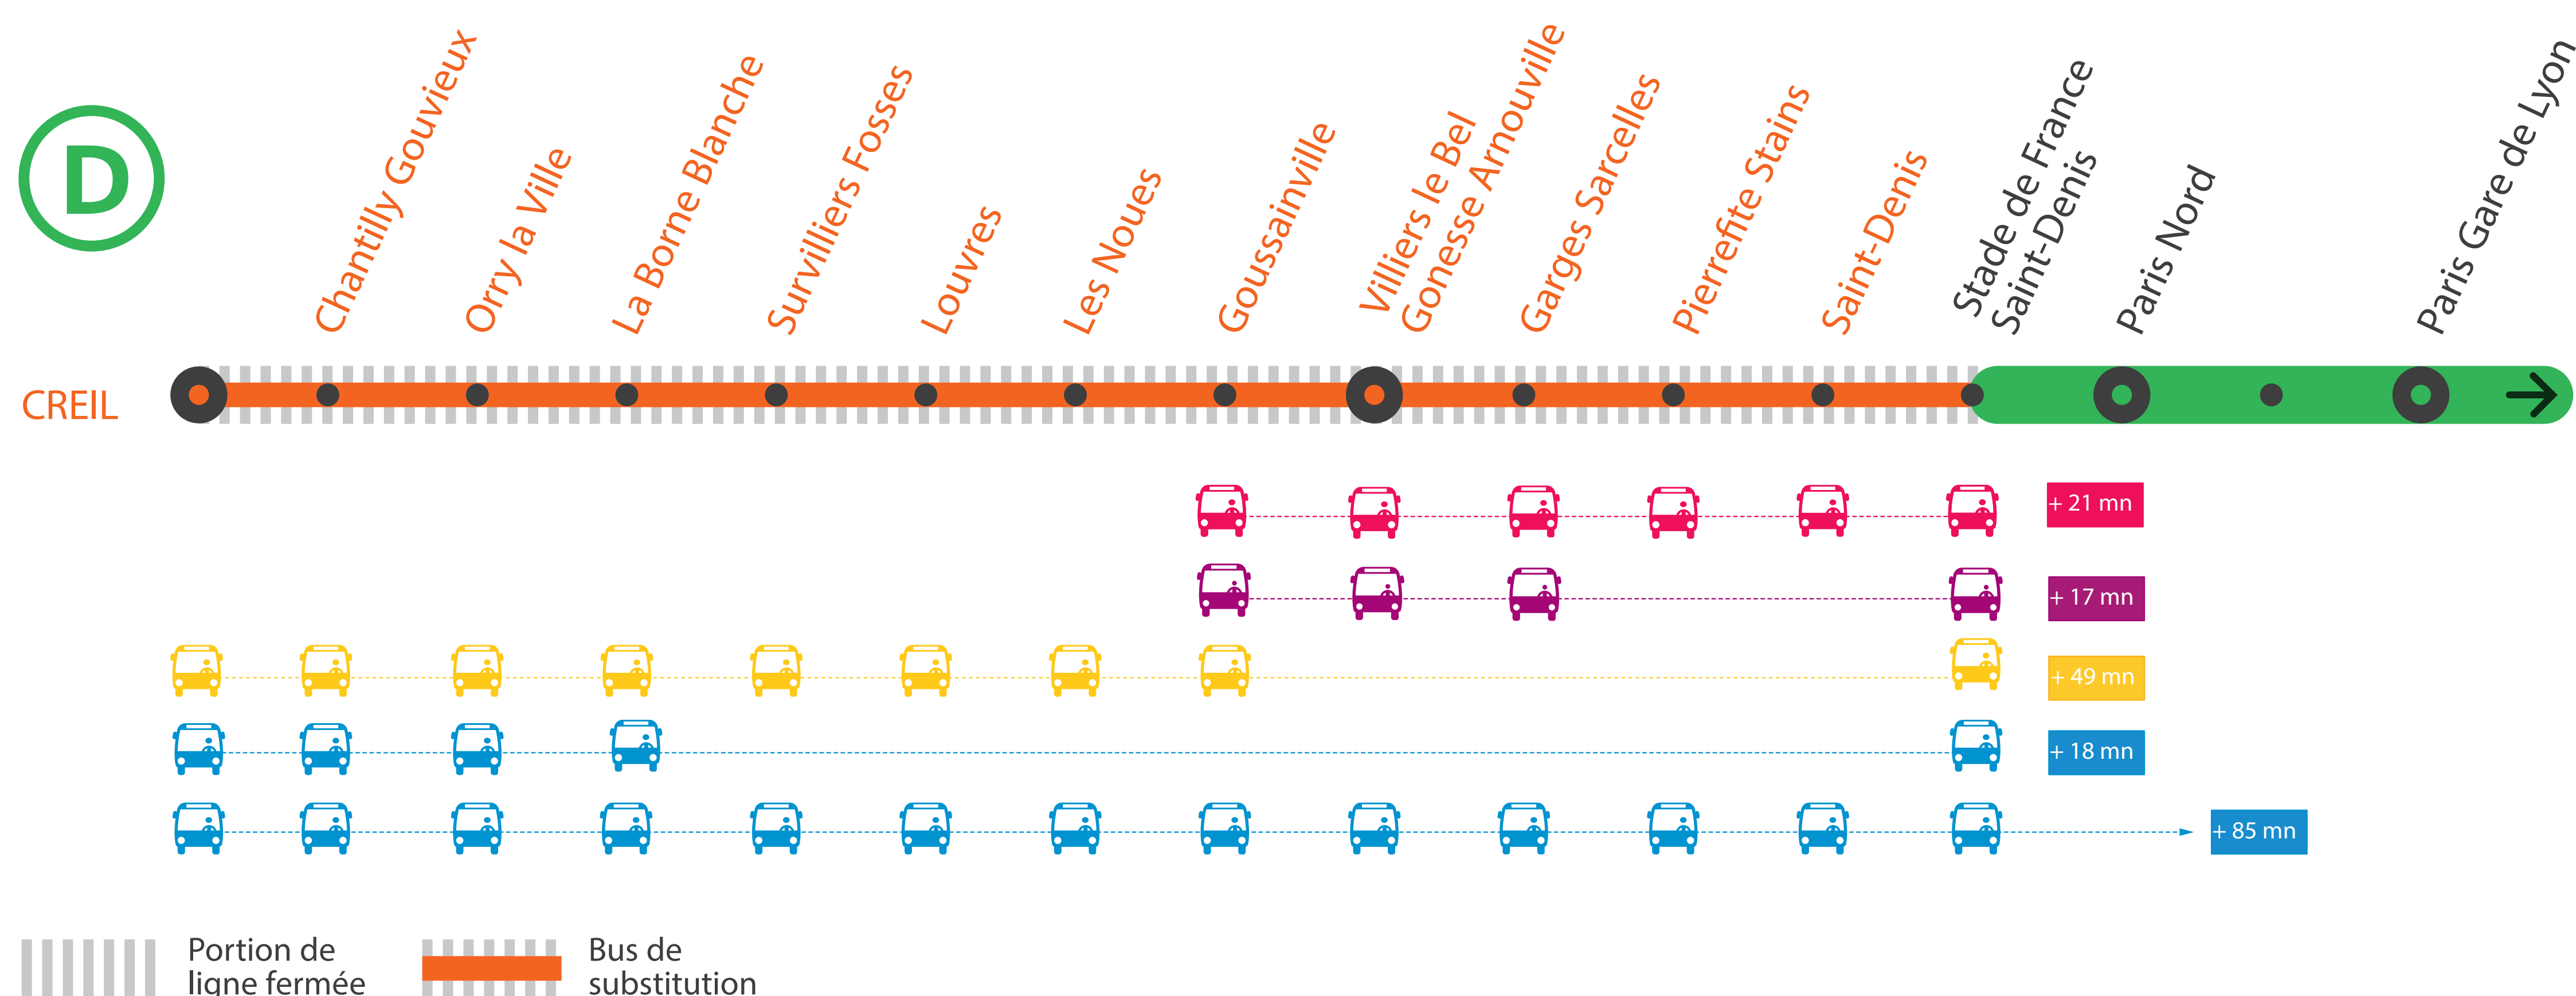 D
Chantilly Gouvieux
Orry la Ville
La Borne Blanche
Survilliers Fosses
Louvres
Les Noues
Goussainville
Villiers le Bel
Gonesse Arnouville
Garges Sarcelles
Pierrefite Stains
Saint-Denis
Stade de France
Saint-Denis
Paris Nord
Paris Gare de Lyon
CREIL
+ 21 mn
+ 17 mn
+ 49 mn
+ 18 mn
+ 85 mn
Portion de
ligne fermée
Bus de
substitution